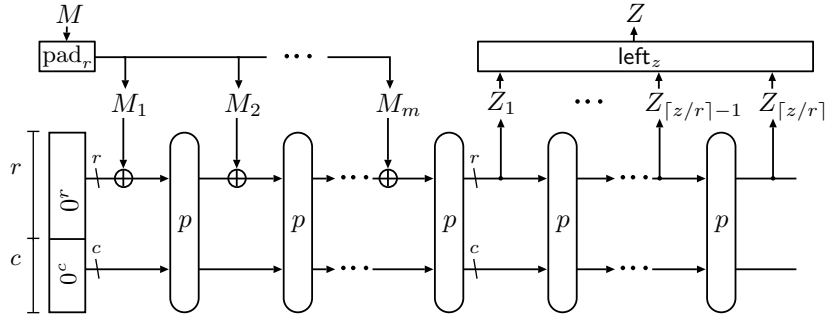 M Z
pad_r ... left_z
M_1 M_2 M_m Z_1 ... Z_{⌈z/r⌉−1} Z_{⌈z/r⌉}
r 0^r r p p ... p r p ... p
c 0^c c ... c ...